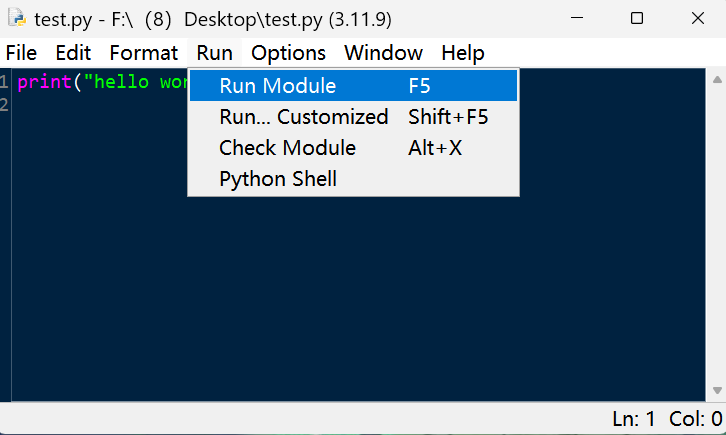 test.py - F:\ (8) Desktop\test.py (3.11.9)
File Edit Format Run Options Window Help
1 print("hello wor
2
Run Module F5
Run... Customized Shift+F5
Check Module Alt+X
Python Shell
Ln: 1 Col: 0